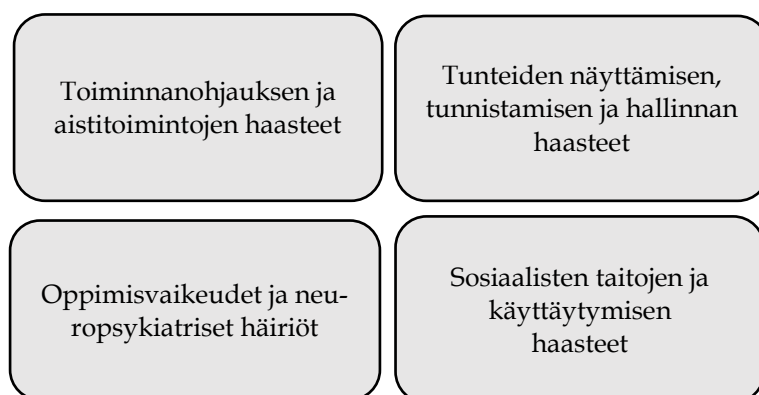 Toiminnanohjauksen ja
aistitoimintojen haasteet
Tunteiden näyttämisen,
tunnistamisen ja hallinnan
haasteet
Oppimisvaikeudet ja neu-
ropsykiatriset häiriöt
Sosiaalisten taitojen ja
käyttäytymisen
haasteet